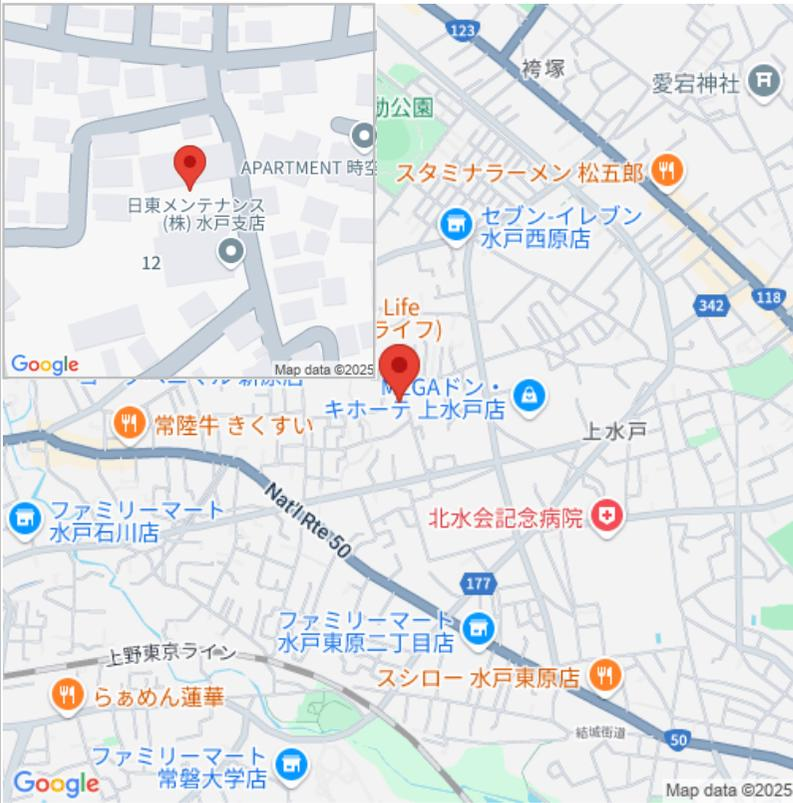 APARTMENT 時空
日東メンテナンス
(株) 水戸支店
12
Google
Map data ©2025
123
袴塚
愛宕神社
動公園
スタミナラーメン 松五郎
セブン-イレブン
水戸西原店
342
118
Life
ライフ)
MEGAドン・
キホーテ 上水戸店
常陸牛 きくすい
上水戸
ファミリーマート
水戸石川店
Nat'l Rte 50
北水会記念病院
177
ファミリーマート
水戸東原二丁目店
上野東京ライン
スシロー 水戸東原店
らぁめん蓮華
結城街道
50
ファミリーマート
常磐大学店
Google
Map data ©2025